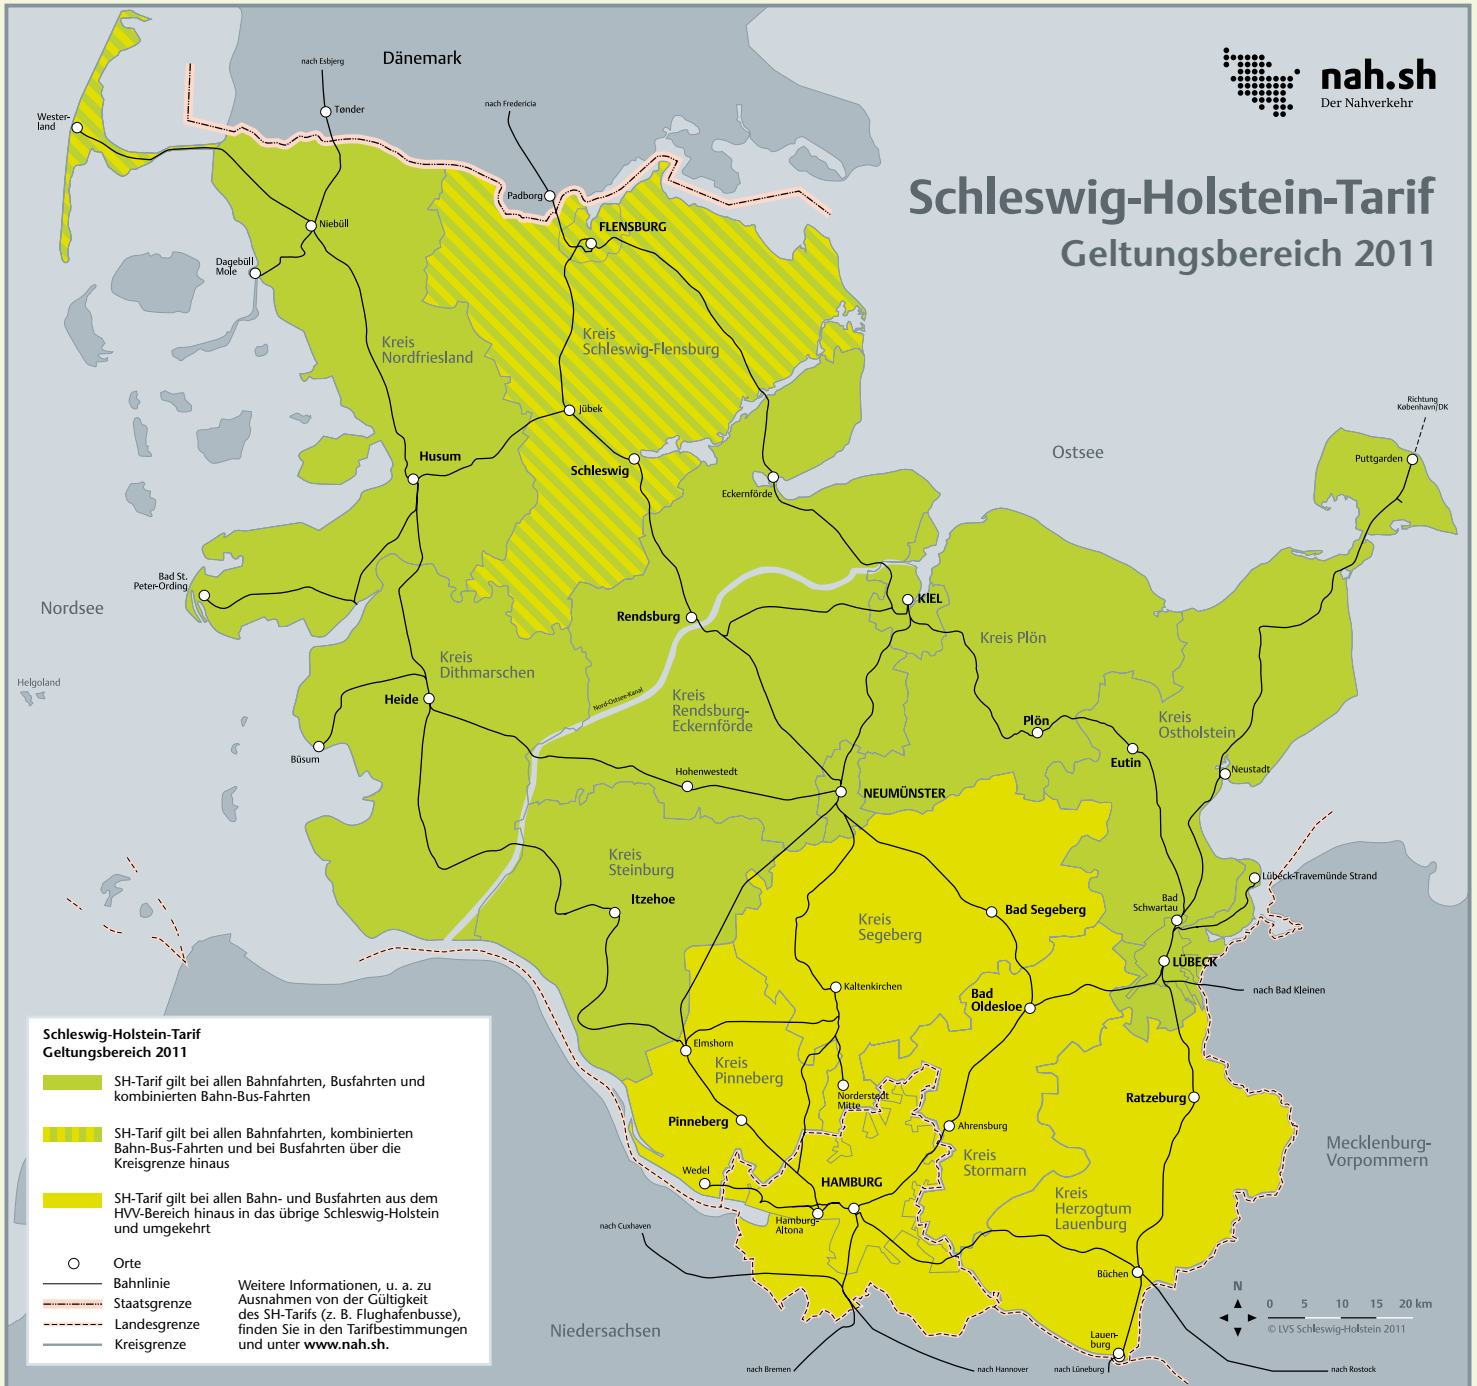 nach Esbjerg
Dänemark
nach Fredericia
Tønder
Wester-
land
Padborg
nah.sh
Der Nahverkehr
Schleswig-Holstein-Tarif
Geltungsbereich 2011
Niebüll
FLENSBURG
Dagebüll
Mole
Kreis
Nordfriesland
Kreis
Schleswig-Flensburg
Jübek
Richtung
København/DK
Husum
Schleswig
Ostsee
Puttgarden
Eckernförde
Bad St.
Peter-Ording
Nordsee
Rendsburg
KIEL
Kreis Plön
Kreis
Dithmarschen
Helgoland
Heide
Nord-Ostsee-Kanal
Kreis
Rendsburg-
Eckernförde
Plön
Kreis
Ostholstein
Büsum
Eutin
Neustadt
Hohenwestedt
NEUMÜNSTER
Kreis
Steinburg
Lübeck-Travemünde Strand
Itzehoe
Bad Segeberg
Bad
Schwartau
Kreis
Segeberg
LÜBECK
Kaltenkirchen
Bad
Oldesloe
nach Bad Kleinen
Elmshorn
Kreis
Pinneberg
Norderstedt
Mitte
Ratzeburg
Pinneberg
Ahrensburg
Kreis
Stormarn
Mecklenburg-
Vorpommern
Wedel
HAMBURG
Kreis
Herzogtum
Lauenburg
Hamburg-
Altona
nach Cuxhaven
Büchen
Niedersachsen
Lauen-
burg
nach Bremen
nach Hannover
nach Lüneburg
nach Rostock
N
0 5 10 15 20 km
© LVS Schleswig-Holstein 2011
Schleswig-Holstein-Tarif
Geltungsbereich 2011
SH-Tarif gilt bei allen Bahnfahrten, Busfahrten und
kombinierten Bahn-Bus-Fahrten
SH-Tarif gilt bei allen Bahnfahrten, kombinierten
Bahn-Bus-Fahrten und bei Busfahrten über die
Kreisgrenze hinaus
SH-Tarif gilt bei allen Bahn- und Busfahrten aus dem
HVV-Bereich hinaus in das übrige Schleswig-Holstein
und umgekehrt
Orte
Bahnlinie
Staatsgrenze
Landesgrenze
Kreisgrenze
Weitere Informationen, u. a. zu
Ausnahmen von der Gültigkeit
des SH-Tarifs (z. B. Flughafenbusse),
finden Sie in den Tarifbestimmungen
und unter www.nah.sh.